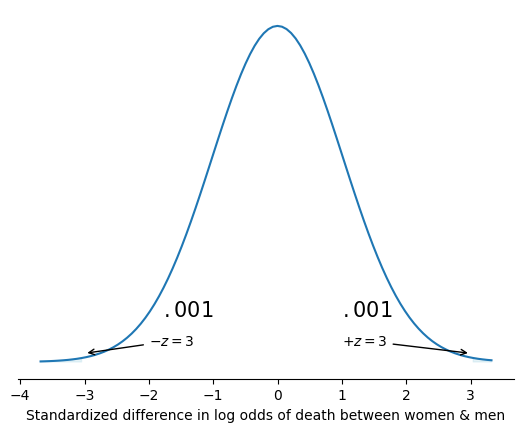 .001 .001
−z = 3 +z = 3
−4 −3 −2 −1 0 1 2 3
Standardized difference in log odds of death between women & men